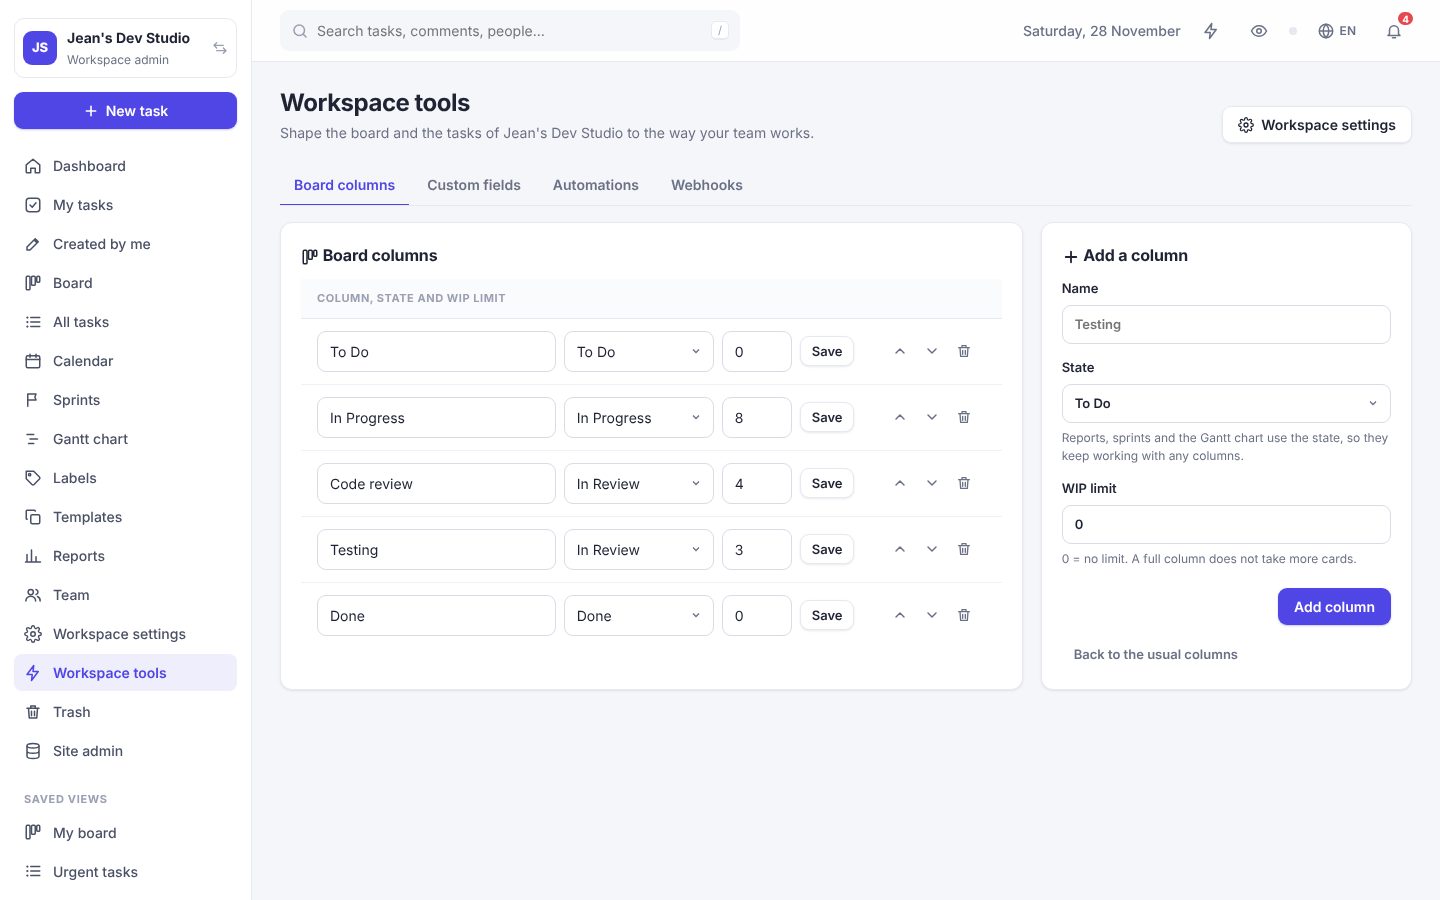 JS
Jean's Dev Studio
Workspace admin
New task
Dashboard
My tasks
Created by me
Board
All tasks
Calendar
Sprints
Gantt chart
Labels
Templates
Reports
Team
Workspace settings
Workspace tools
Trash
Site admin
SAVED VIEWS
My board
Urgent tasks
Search tasks, comments, people...
/
Saturday, 28 November
EN
4
Workspace tools
Shape the board and the tasks of Jean's Dev Studio to the way your team works.
Workspace settings
Board columns
Custom fields
Automations
Webhooks
Board columns
COLUMN, STATE AND WIP LIMIT
To Do To Do 0 Save
In Progress In Progress 8 Save
Code review In Review 4 Save
Testing In Review 3 Save
Done Done 0 Save
Add a column
Name
Testing
State
To Do
Reports, sprints and the Gantt chart use the state, so they
keep working with any columns.
WIP limit
0
0 = no limit. A full column does not take more cards.
Add column
Back to the usual columns